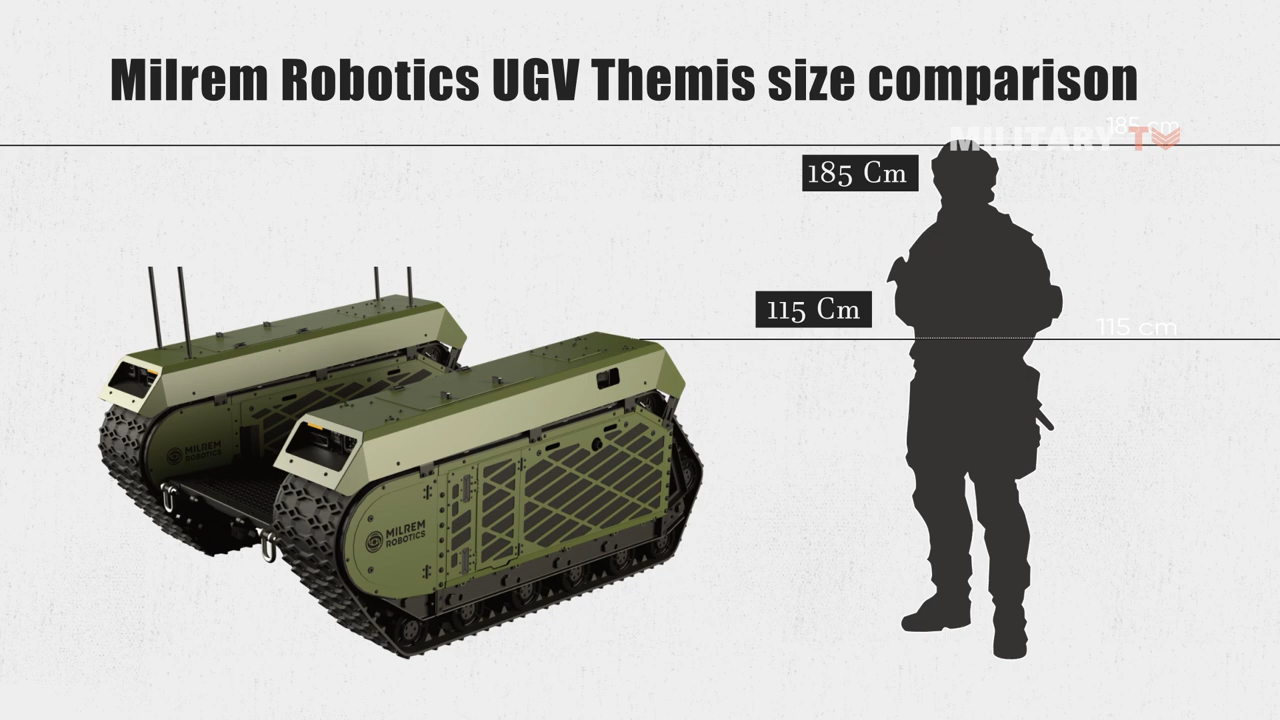 Milrem Robotics UGV Themis size comparison
185 cm
MILITARY TV
185 Cm
115 Cm
115 cm
MILREM
ROBOTICS
MILREM
ROBOTICS